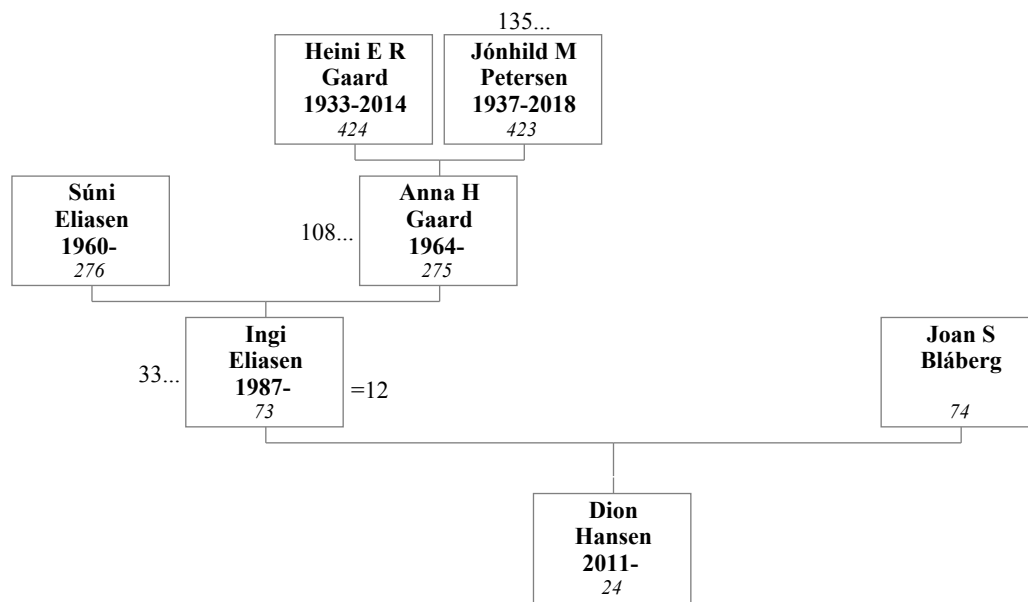 135...
Heini E R
Gaard
1933-2014
424
Jónhild M
Petersen
1937-2018
423
Súni
Eliasen
1960-
276
108...
Anna H
Gaard
1964-
275
33...
Ingi
Eliasen
1987-
73
=12
Joan S
Bláberg
74
Dion
Hansen
2011-
24